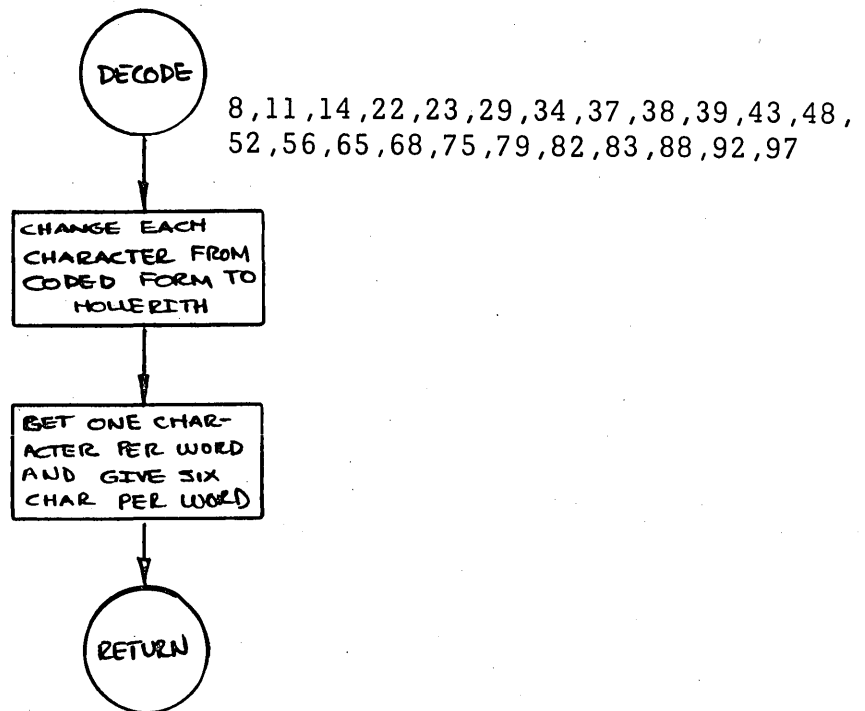 DECODE
8,11,14,22,23,29,34,37,38,39,43,48,
52,56,65,68,75,79,82,83,88,92,97
CHANGE EACH
CHARACTER FROM
CODED FORM TO
HOLLERITH
GET ONE CHAR-
ACTER PER WORD
AND GIVE SIX
CHAR PER WORD
RETURN